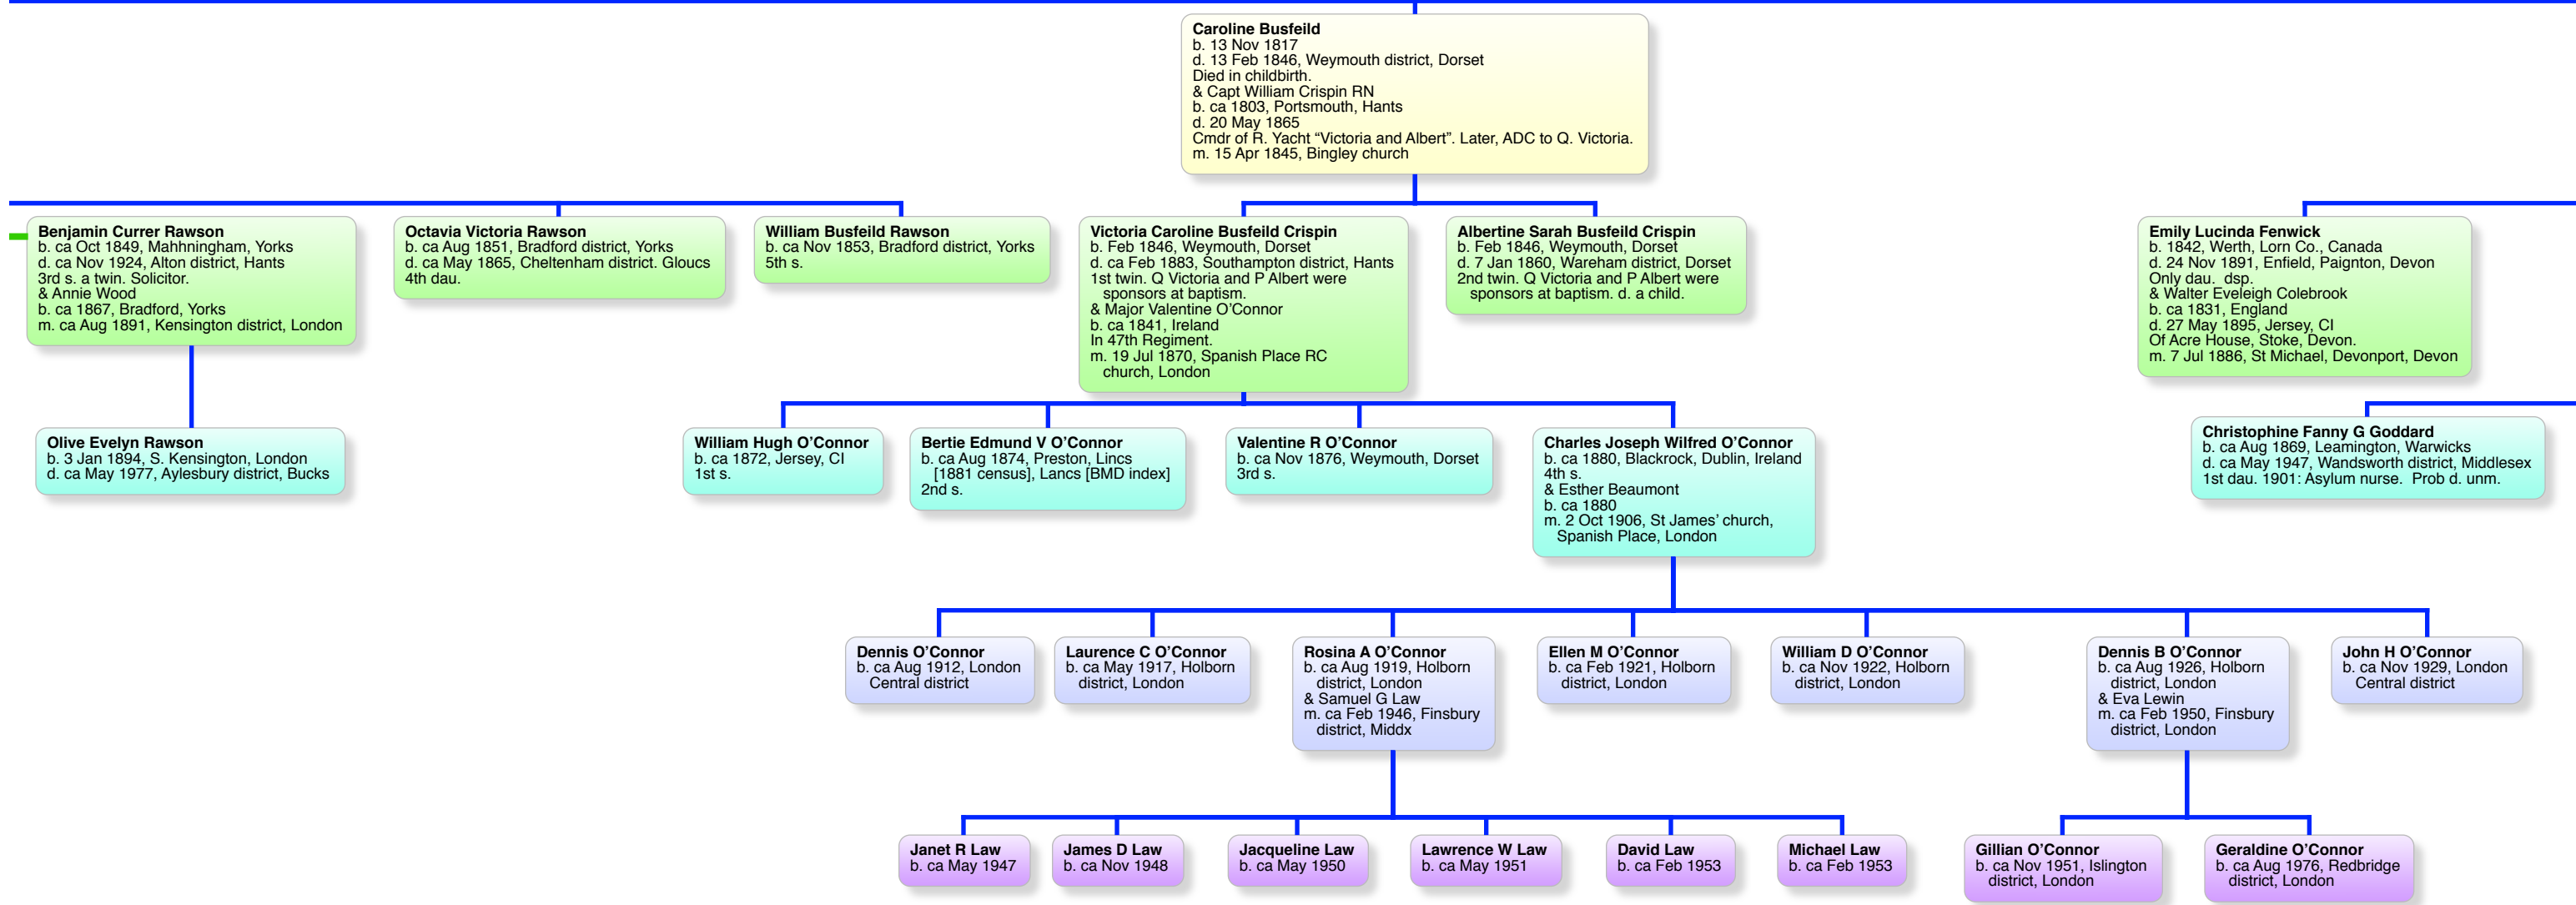 Caroline Busfeild
b. 13 Nov 1817
d. 13 Feb 1846, Weymouth district, Dorset
Died in childbirth.
& Capt William Crispin RN
b. ca 1803, Portsmouth, Hants
d. 20 May 1865
Cmdr of R. Yacht “Victoria and Albert”. Later, ADC to Q. Victoria.
m. 15 Apr 1845, Bingley church
Benjamin Currer Rawson
b. ca Oct 1849, Mahhningham, Yorks
d. ca Nov 1924, Alton district, Hants
3rd s. a twin. Solicitor.
& Annie Wood
b. ca 1867, Bradford, Yorks
m. ca Aug 1891, Kensington district, London
Octavia Victoria Rawson
b. ca Aug 1851, Bradford district, Yorks
d. ca May 1865, Cheltenham district. Gloucs
4th dau.
William Busfeild Rawson
b. ca Nov 1853, Bradford district, Yorks
5th s.
Victoria Caroline Busfeild Crispin
b. Feb 1846, Weymouth, Dorset
d. ca Feb 1883, Southampton district, Hants
1st twin. Q Victoria and P Albert were
sponsors at baptism.
& Major Valentine O’Connor
b. ca 1841, Ireland
In 47th Regiment.
m. 19 Jul 1870, Spanish Place RC
church, London
Albertine Sarah Busfeild Crispin
b. Feb 1846, Weymouth, Dorset
d. 7 Jan 1860, Wareham district, Dorset
2nd twin. Q Victoria and P Albert were
sponsors at baptism. d. a child.
Emily Lucinda Fenwick
b. 1842, Werth, Lorn Co., Canada
d. 24 Nov 1891, Enfield, Paignton, Devon
Only dau. dsp.
& Walter Eveleigh Colebrook
b. ca 1831, England
d. 27 May 1895, Jersey, CI
Of Acre House, Stoke, Devon.
m. 7 Jul 1886, St Michael, Devonport, Devon
Olive Evelyn Rawson
b. 3 Jan 1894, S. Kensington, London
d. ca May 1977, Aylesbury district, Bucks
William Hugh O’Connor
b. ca 1872, Jersey, CI
1st s.
Bertie Edmund V O’Connor
b. ca Aug 1874, Preston, Lincs
[1881 census], Lancs [BMD index]
2nd s.
Valentine R O’Connor
b. ca Nov 1876, Weymouth, Dorset
3rd s.
Charles Joseph Wilfred O’Connor
b. ca 1880, Blackrock, Dublin, Ireland
4th s.
& Esther Beaumont
b. ca 1880
m. 2 Oct 1906, St James’ church,
Spanish Place, London
Christophine Fanny G Goddard
b. ca Aug 1869, Leamington, Warwicks
d. ca May 1947, Wandsworth district, Middlesex
1st dau. 1901: Asylum nurse. Prob d. unm.
Dennis O’Connor
b. ca Aug 1912, London
Central district
Laurence C O’Connor
b. ca May 1917, Holborn
district, London
Rosina A O’Connor
b. ca Aug 1919, Holborn
district, London
& Samuel G Law
m. ca Feb 1946, Finsbury
district, Middx
Ellen M O’Connor
b. ca Feb 1921, Holborn
district, London
William D O’Connor
b. ca Nov 1922, Holborn
district, London
Dennis B O’Connor
b. ca Aug 1926, Holborn
district, London
& Eva Lewin
m. ca Feb 1950, Finsbury
district, London
John H O’Connor
b. ca Nov 1929, London
Central district
Janet R Law
b. ca May 1947
James D Law
b. ca Nov 1948
Jacqueline Law
b. ca May 1950
Lawrence W Law
b. ca May 1951
David Law
b. ca Feb 1953
Michael Law
b. ca Feb 1953
Gillian O’Connor
b. ca Nov 1951, Islington
district, London
Geraldine O’Connor
b. ca Aug 1976, Redbridge
district, London